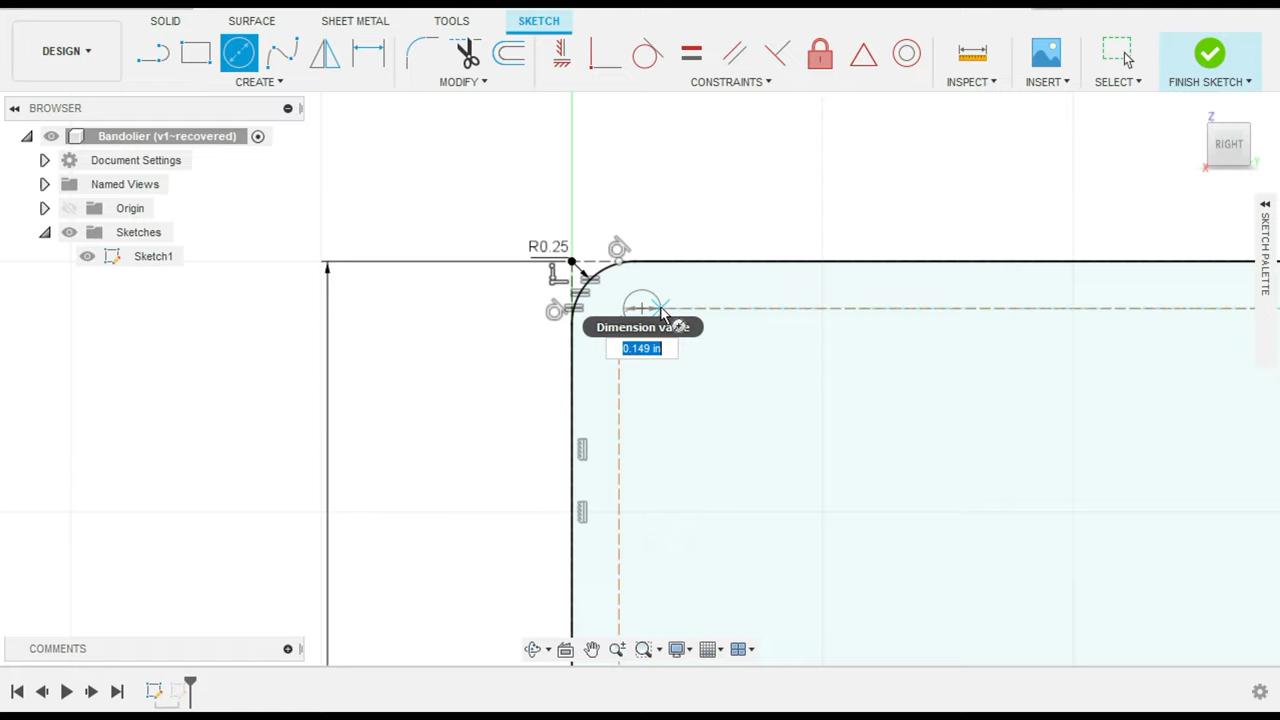 SOLID SURFACE SHEET METAL TOOLS SKETCH
DESIGN
CREATE MODIFY CONSTRAINTS INSPECT INSERT SELECT FINISH SKETCH
BROWSER
Bandolier (v1~recovered)
Document Settings
Named Views
Origin
Sketches
Sketch1
Z
RIGHT
X
Y
SKETCH PALETTE
R0.25
Dimension va
0.149 in
COMMENTS